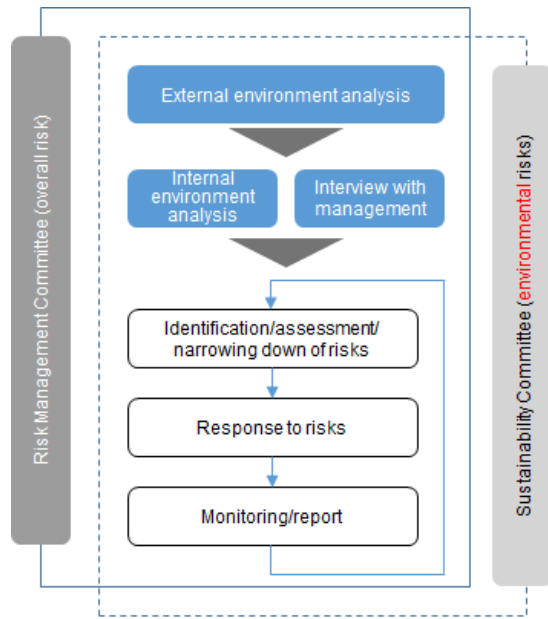 Risk Management Committee (overall risk)
External environment analysis
Internal
environment
analysis
Interview with
management
Identification/assessment/
narrowing down of risks
Response to risks
Monitoring/report
Sustainability Committee (environmental risks)